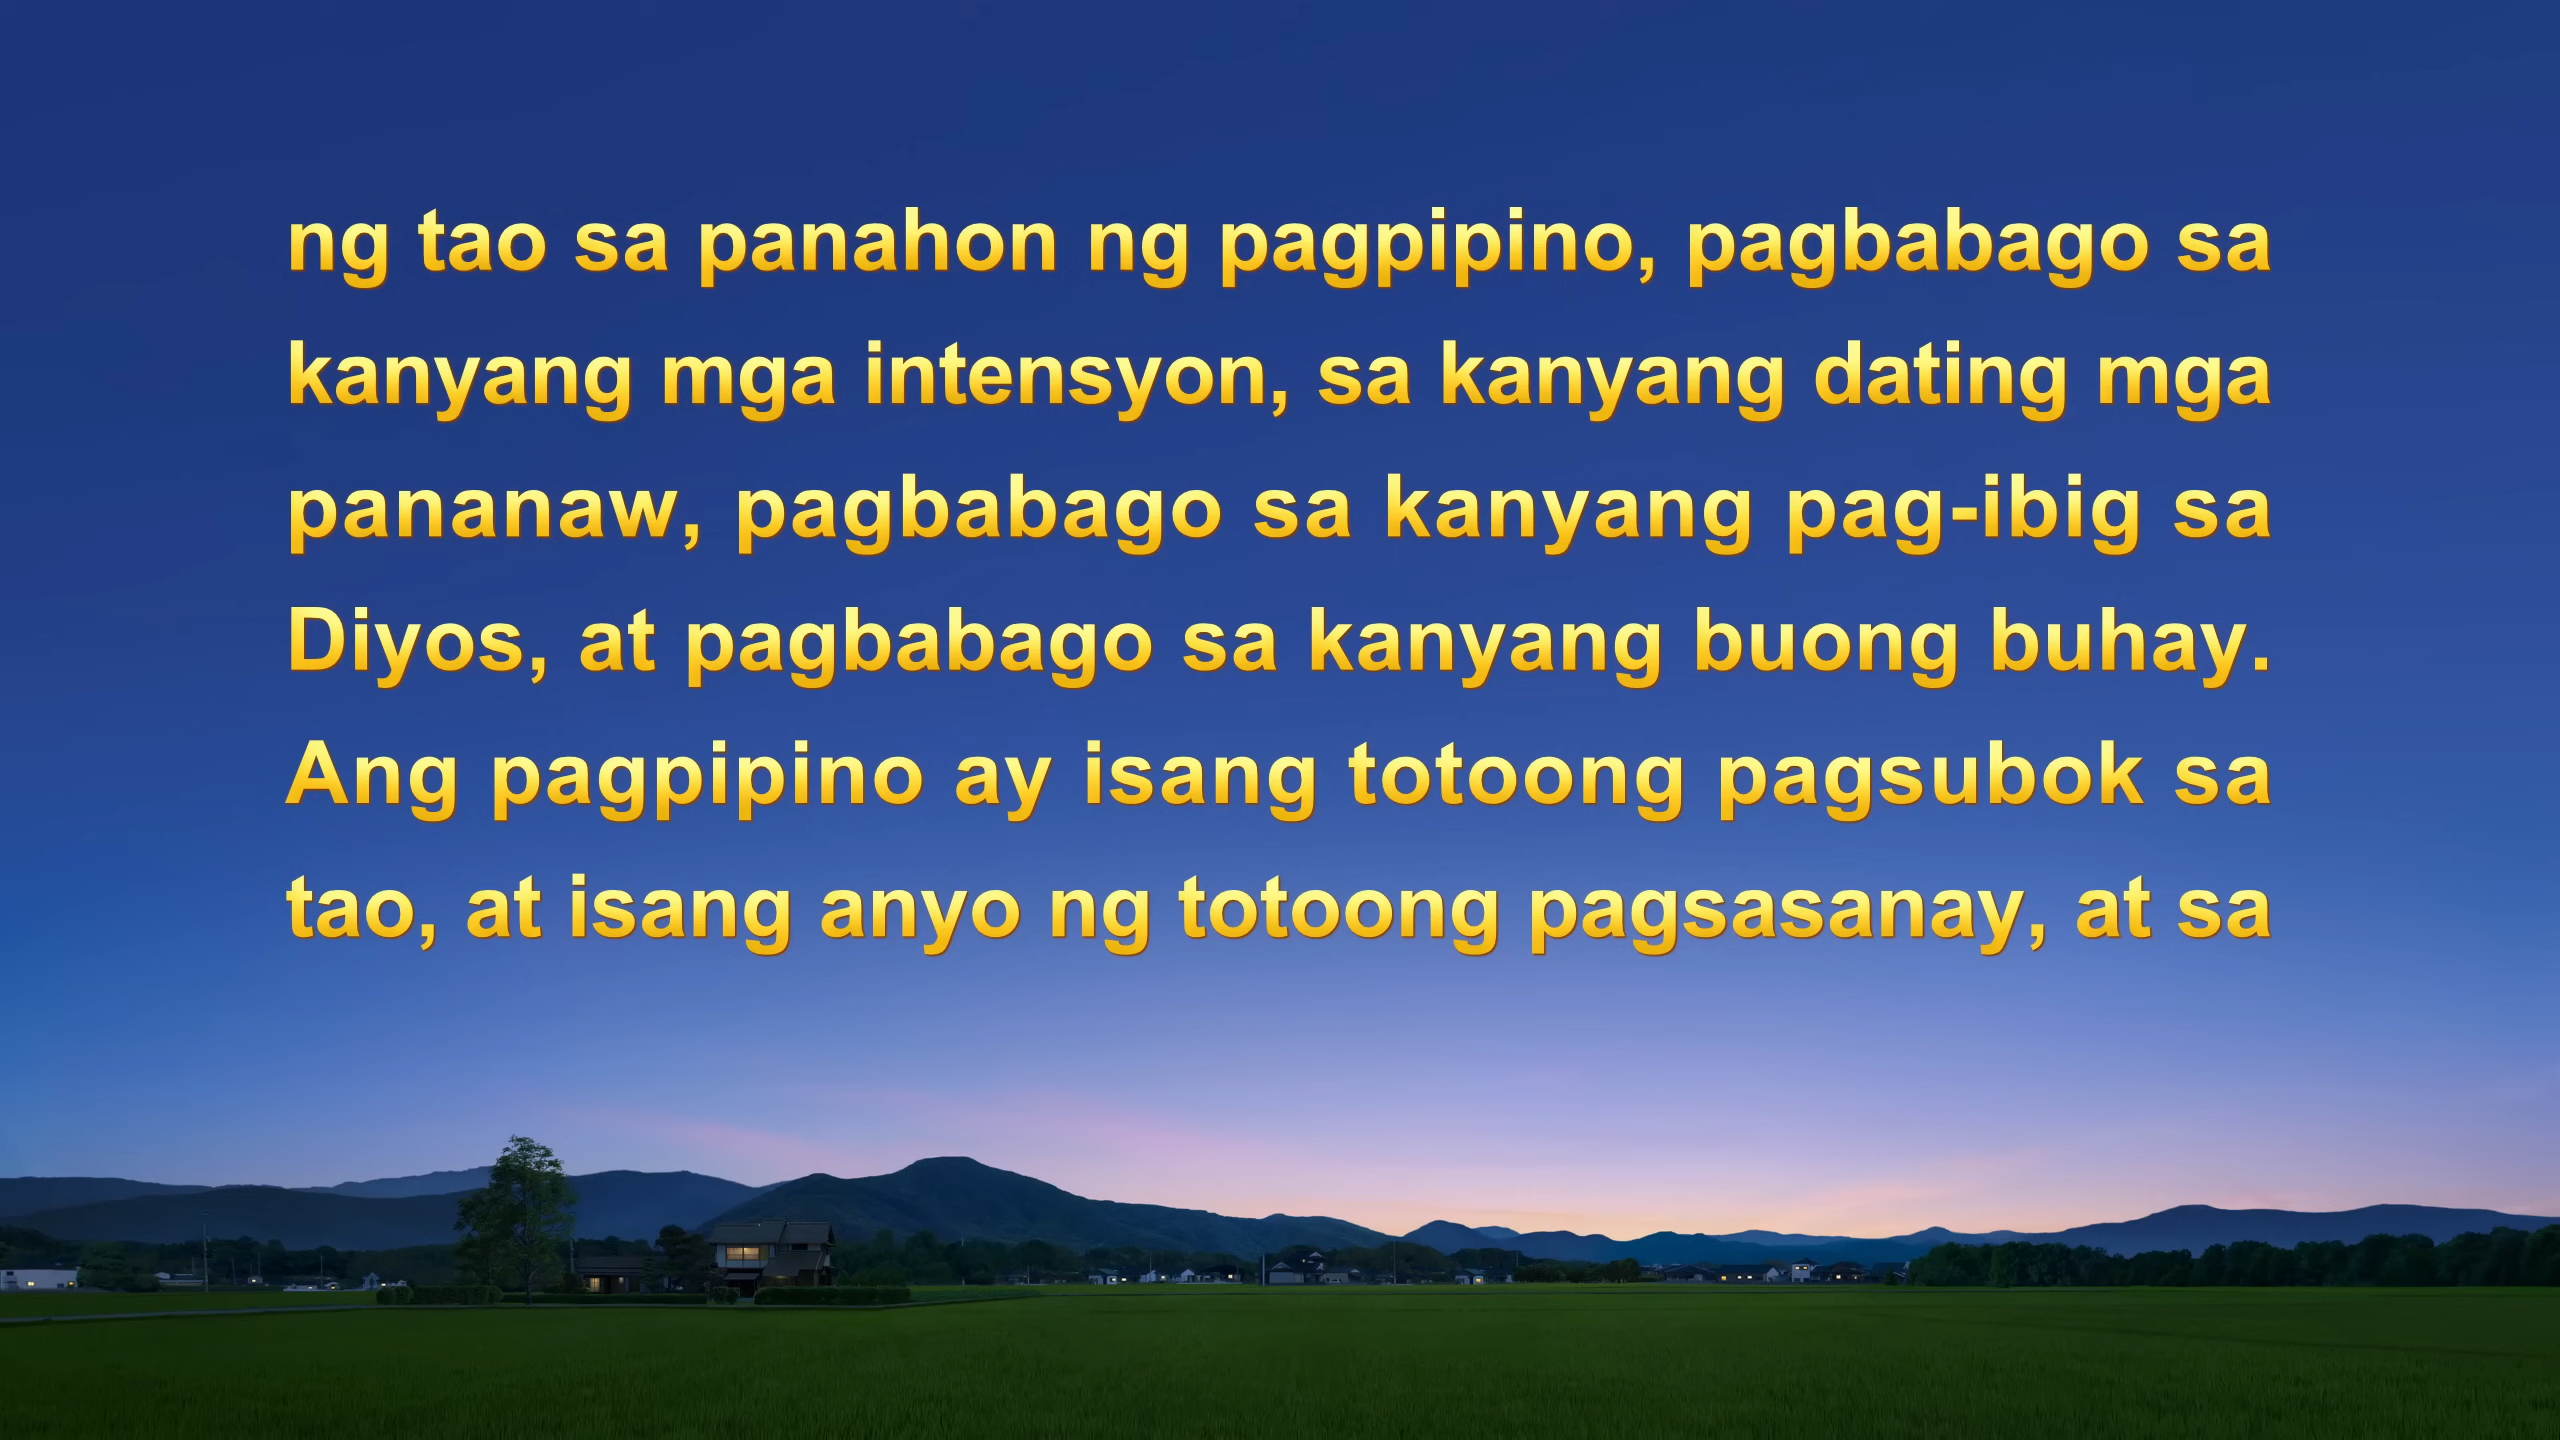 ng tao sa panahon ng pagpipino, pagbabago sa
kanyang mga intensyon, sa kanyang dating mga
pananaw, pagbabago sa kanyang pag-ibig sa
Diyos, at pagbabago sa kanyang buong buhay.
Ang pagpipino ay isang totoong pagsubok sa
tao, at isang anyo ng totoong pagsasanay, at sa